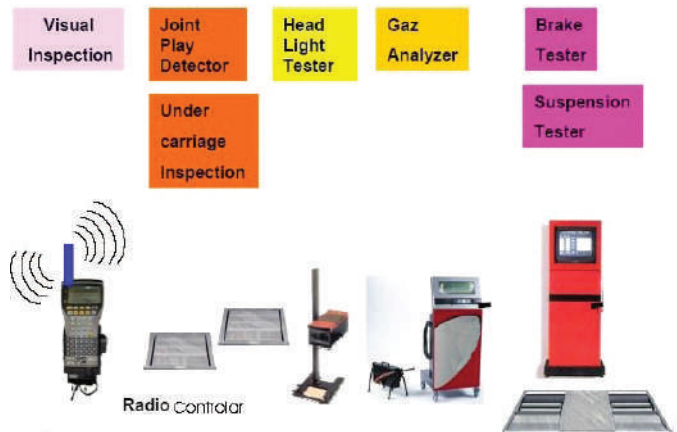 Visual
Inspection
Joint
Play
Detector
Head
Light
Tester
Gaz
Analyzer
Brake
Tester
Under
carriage
Inspection
Suspension
Tester
Radio Controlar